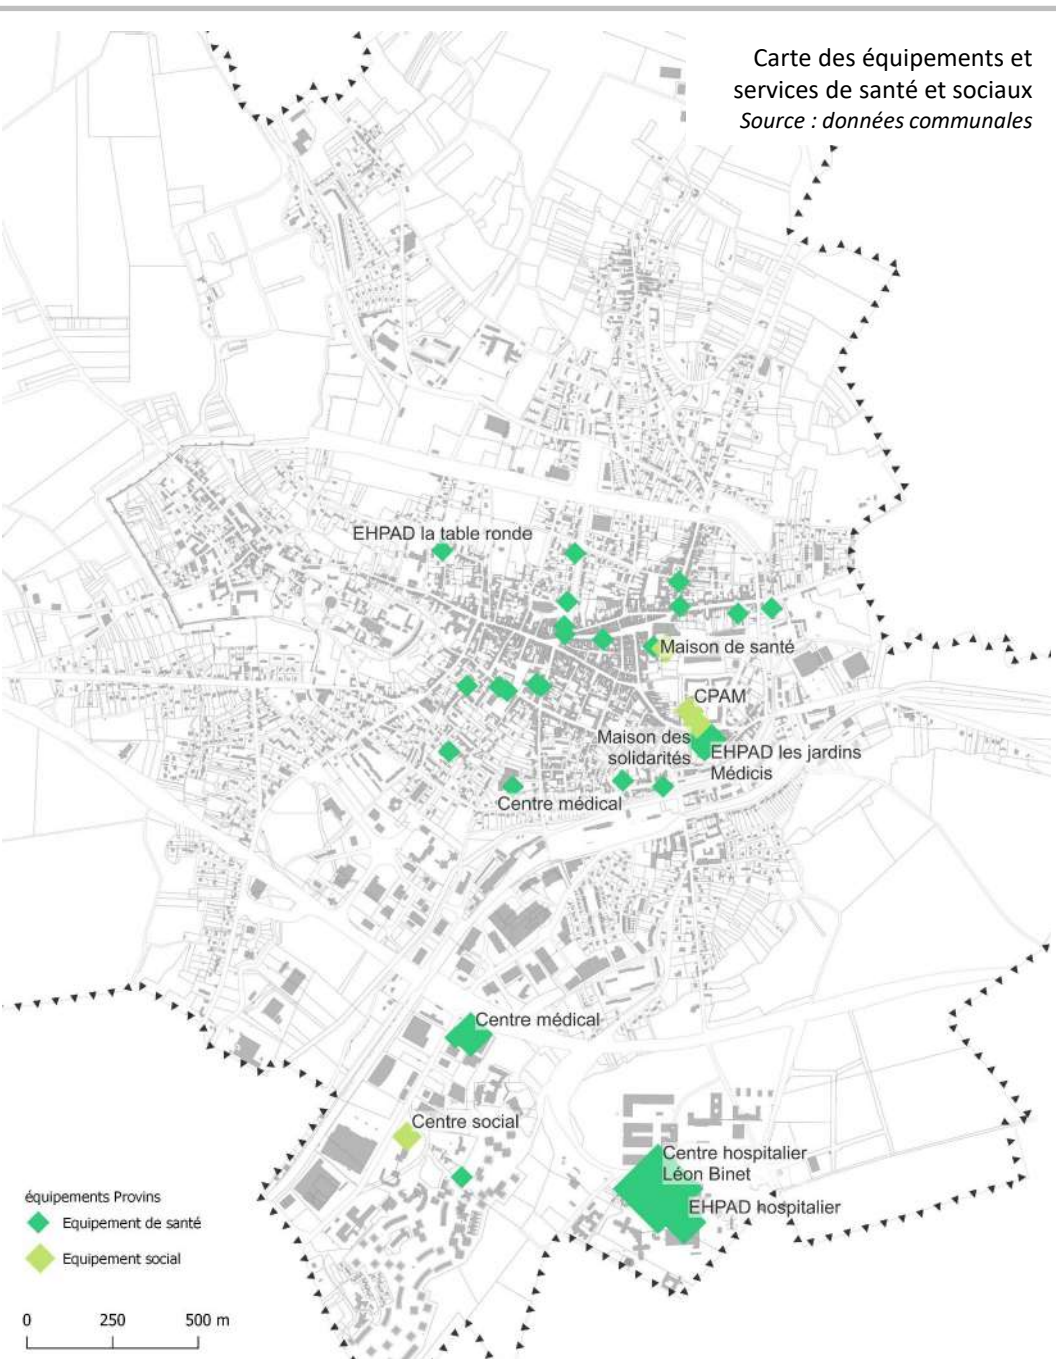 Carte des équipements et
services de santé et sociaux
Source : données communales
EHPAD la table ronde
Maison de santé
CPAM
Maison des
solidarités
EHPAD les jardins
Médicis
Centre médical
Centre médical
Centre social
Centre hospitalier
Léon Binet
EHPAD hospitalier
équipements Provins
Equipement de santé
Equipement social
0 250 500 m